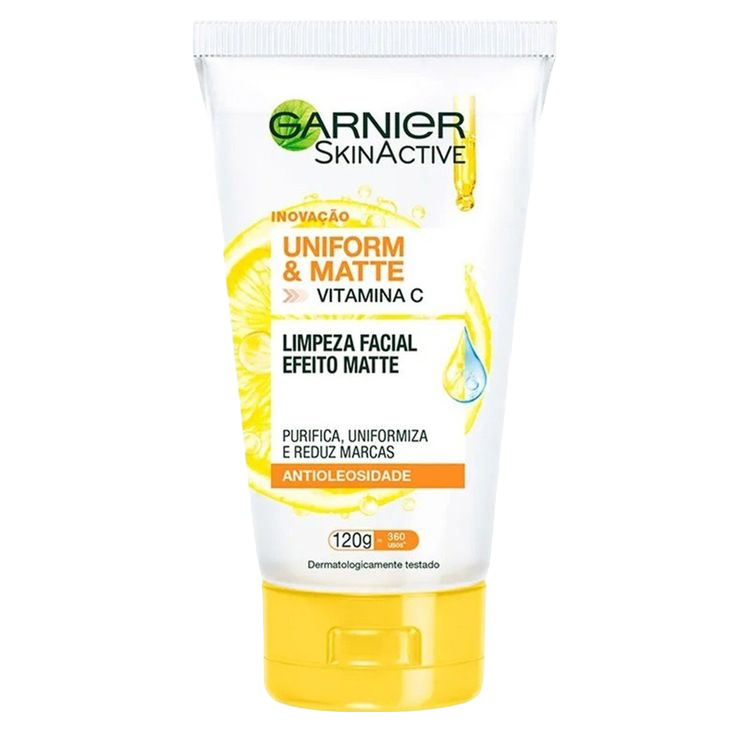 GARNIER
SKINACTIVE
INOVAÇÃO
UNIFORM
& MATTE
VITAMINA C
LIMPEZA FACIAL
EFEITO MATTE
PURIFICA, UNIFORMIZA
E REDUZ MARCAS
ANTIOLEOSIDADE
120g = 360
usos*
Dermatologicamente testado